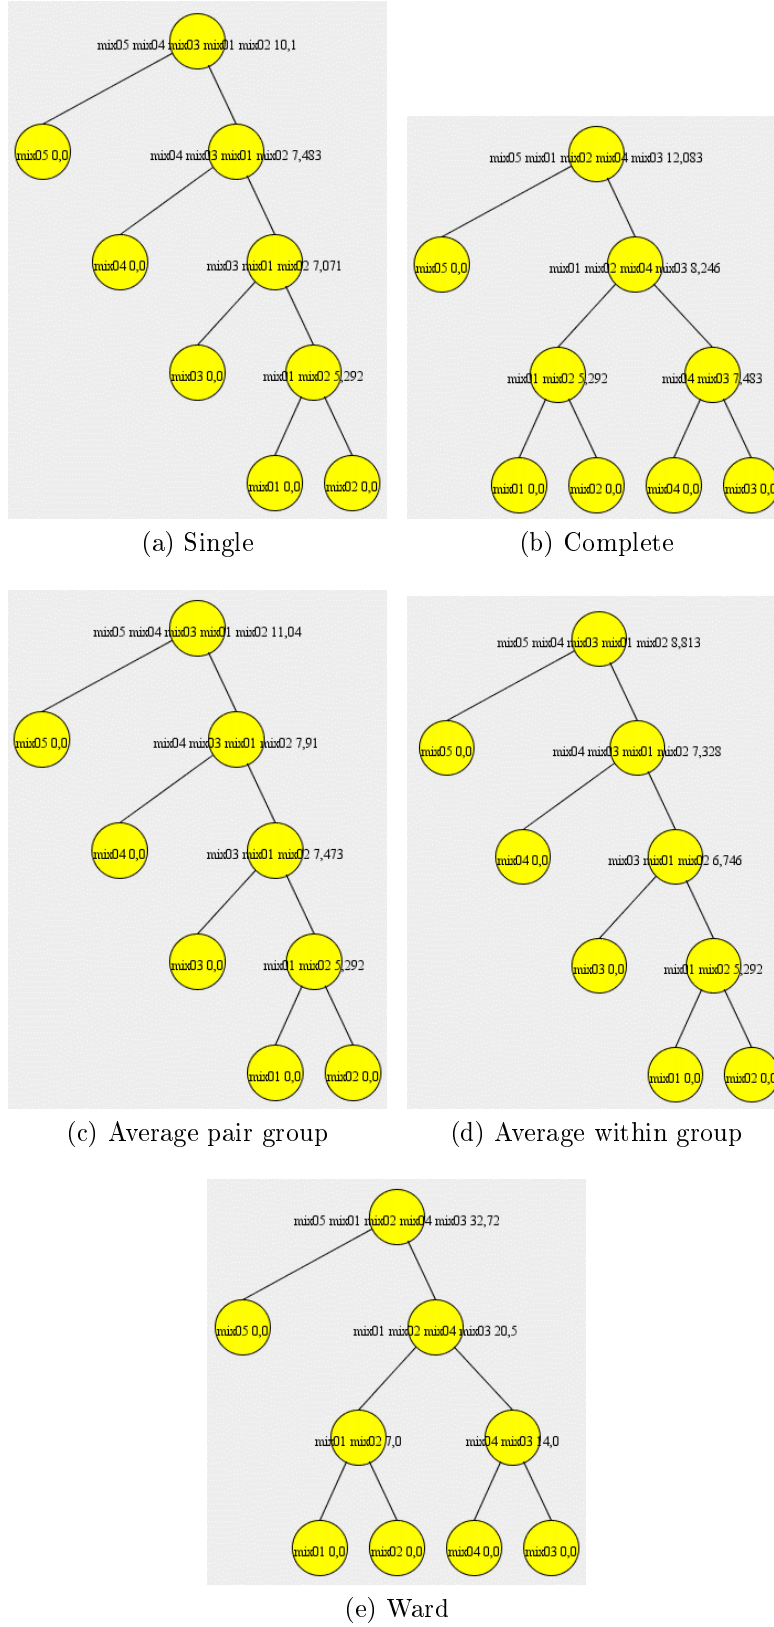 mix05 mix04 mix03 mix01 mix02 10,1
mix05 0,0
mix04 mix03 mix01 mix02 7,483
mix04 0,0
mix03 mix01 mix02 7,071
mix03 0,0
mix01 mix02 5,292
mix01 0,0
mix02 0,0
(a) Single
mix05 mix01 mix02 mix04 mix03 12,083
mix05 0,0
mix01 mix02 mix04 mix03 8,246
mix01 mix02 5,292
mix04 mix03 7,483
mix01 0,0
mix02 0,0
mix04 0,0
mix03 0,0
(b) Complete
mix05 mix04 mix03 mix01 mix02 11,04
mix05 0,0
mix04 mix03 mix01 mix02 7,91
mix04 0,0
mix03 mix01 mix02 7,473
mix03 0,0
mix01 mix02 5,292
mix01 0,0
mix02 0,0
(c) Average pair group
mix05 mix04 mix03 mix01 mix02 8,813
mix05 0,0
mix04 mix03 mix01 mix02 7,328
mix04 0,0
mix03 mix01 mix02 6,746
mix03 0,0
mix01 mix02 5,292
mix01 0,0
mix02 0,0
(d) Average within group
mix05 mix01 mix02 mix04 mix03 32,72
mix05 0,0
mix01 mix02 mix04 mix03 20,5
mix01 mix02 7,0
mix04 mix03 14,0
mix01 0,0
mix02 0,0
mix04 0,0
mix03 0,0
(e) Ward